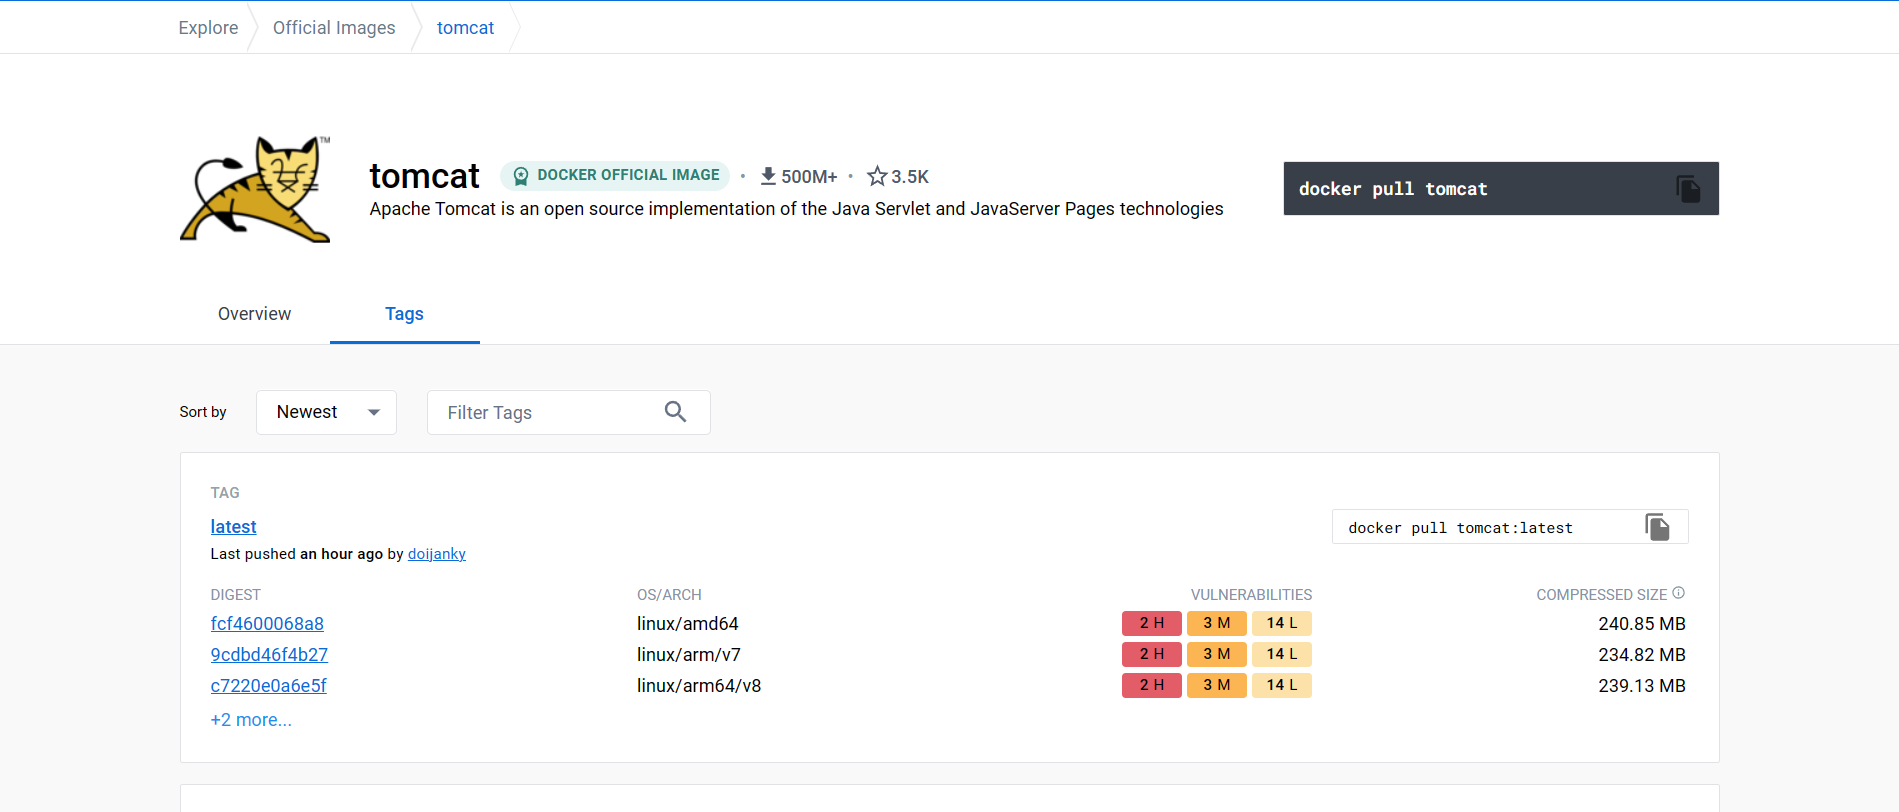 Explore Official Images tomcat
TM
tomcat DOCKER OFFICIAL IMAGE • 500M+ • 3.5K
Apache Tomcat is an open source implementation of the Java Servlet and JavaServer Pages technologies
docker pull tomcat
Overview Tags
Sort by Newest Filter Tags
TAG
latest
Last pushed an hour ago by doijanky
docker pull tomcat:latest
DIGEST OS/ARCH VULNERABILITIES COMPRESSED SIZE
fcf4600068a8 linux/amd64 2 H 3 M 14 L 240.85 MB
9cdbd46f4b27 linux/arm/v7 2 H 3 M 14 L 234.82 MB
c7220e0a6e5f linux/arm64/v8 2 H 3 M 14 L 239.13 MB
+2 more...